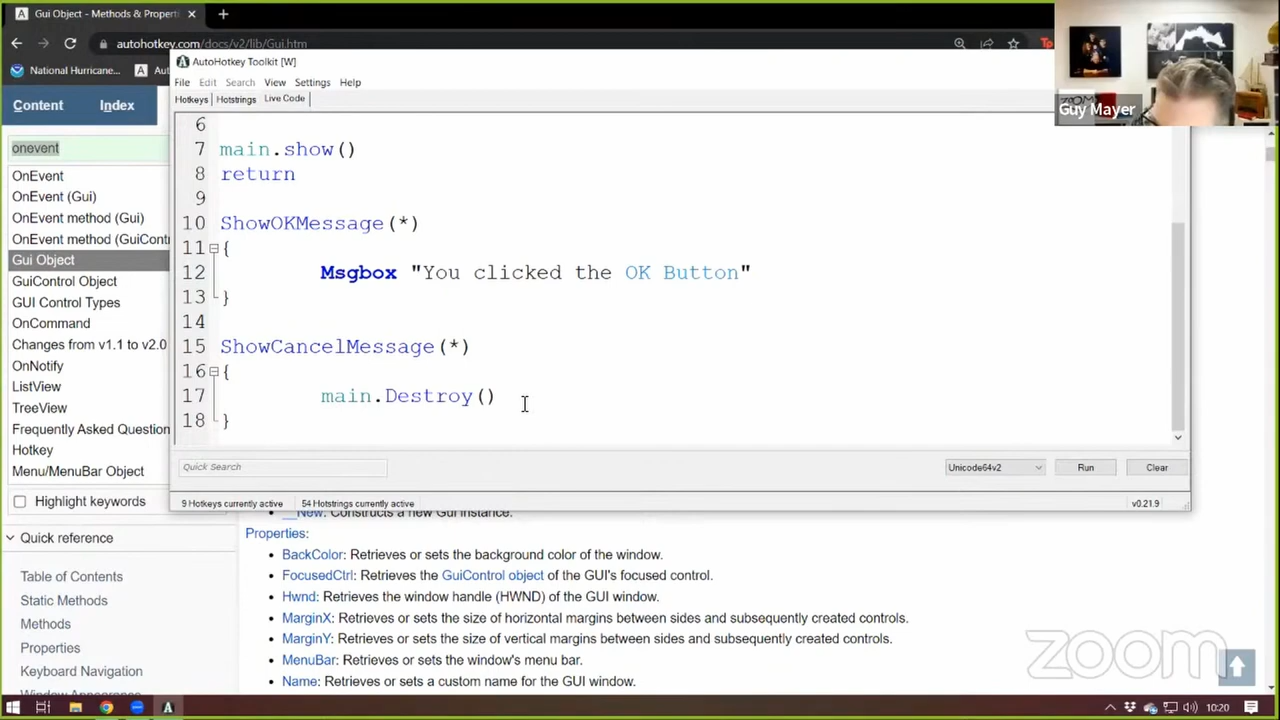 Gui Object - Methods & Properti
autohotkey.com/docs/v2/lib/Gui.htm
National Hurricane...
AutoHotkey Toolkit [W]
File Edit Search View Settings Help
Hotkeys Hotstrings Live Code
Guy Mayer
Content Index
onevent
OnEvent
OnEvent (Gui)
OnEvent method (Gui)
OnEvent method (GuiContr
Gui Object
GuiControl Object
GUI Control Types
OnCommand
Changes from v1.1 to v2.0
OnNotify
ListView
TreeView
Frequently Asked Question
Hotkey
Menu/MenuBar Object
Highlight keywords
Quick reference
Table of Contents
Static Methods
Methods
Properties
Keyboard Navigation
Window Appearance
6
7 main.show()
8 return
9
10 ShowOKMessage(*)
11 {
12 Msgbox "You clicked the OK Button"
13 }
14
15 ShowCancelMessage(*)
16 {
17 main.Destroy()
18 }
Quick Search
Unicode64v2 Run Clear
9 Hotkeys currently active 54 Hotstrings currently active v0.21.9
__New: Constructs a new Gui instance.
Properties:
BackColor: Retrieves or sets the background color of the window.
FocusedCtrl: Retrieves the GuiControl object of the GUI's focused control.
Hwnd: Retrieves the window handle (HWND) of the GUI window.
MarginX: Retrieves or sets the size of horizontal margins between sides and subsequently created controls.
MarginY: Retrieves or sets the size of vertical margins between sides and subsequently created controls.
MenuBar: Retrieves or sets the window's menu bar.
Name: Retrieves or sets a custom name for the GUI window.
zoom
10:20